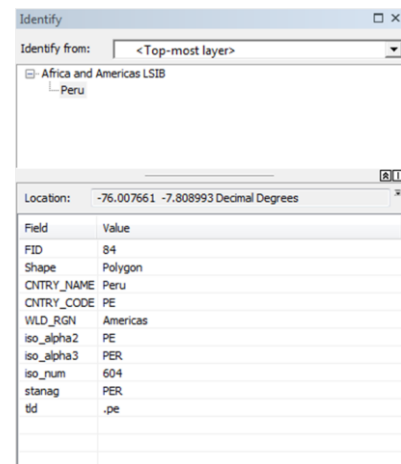 Identify
Identify from: <Top-most layer>
Africa and Americas LSIB
Peru
Location: -76.007661 -7.808993 Decimal Degrees
Field Value
FID 84
Shape Polygon
CNTRY_NAME Peru
CNTRY_CODE PE
WLD_RGN Americas
iso_alpha2 PE
iso_alpha3 PER
iso_num 604
stanag PER
tld .pe